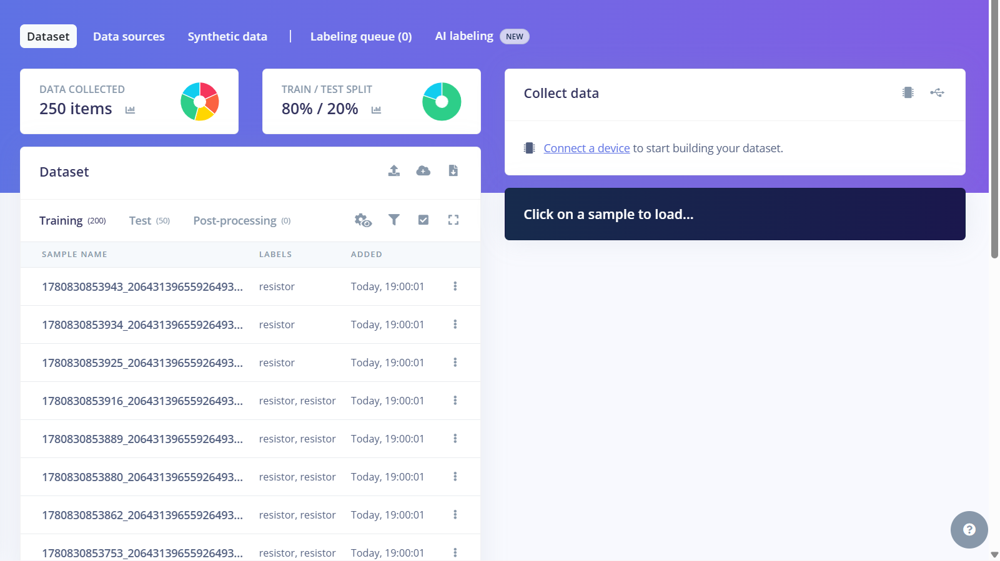 Dataset
Data sources
Synthetic data
Labeling queue (0)
AI labeling NEW
DATA COLLECTED
250 items
TRAIN / TEST SPLIT
80% / 20%
Collect data
Connect a device to start building your dataset.
Click on a sample to load...
Dataset
Training (200)
Test (50)
Post-processing (0)
SAMPLE NAME LABELS ADDED
1780830853943_20643139655926493... resistor Today, 19:00:01
1780830853934_20643139655926493... resistor Today, 19:00:01
1780830853925_20643139655926493... resistor Today, 19:00:01
1780830853916_20643139655926493... resistor, resistor Today, 19:00:01
1780830853889_20643139655926493... resistor, resistor Today, 19:00:01
1780830853880_20643139655926493... resistor, resistor Today, 19:00:01
1780830853862_20643139655926493... resistor, resistor Today, 19:00:01
1780830853753_20643139655926493... resistor, resistor Today, 19:00:01